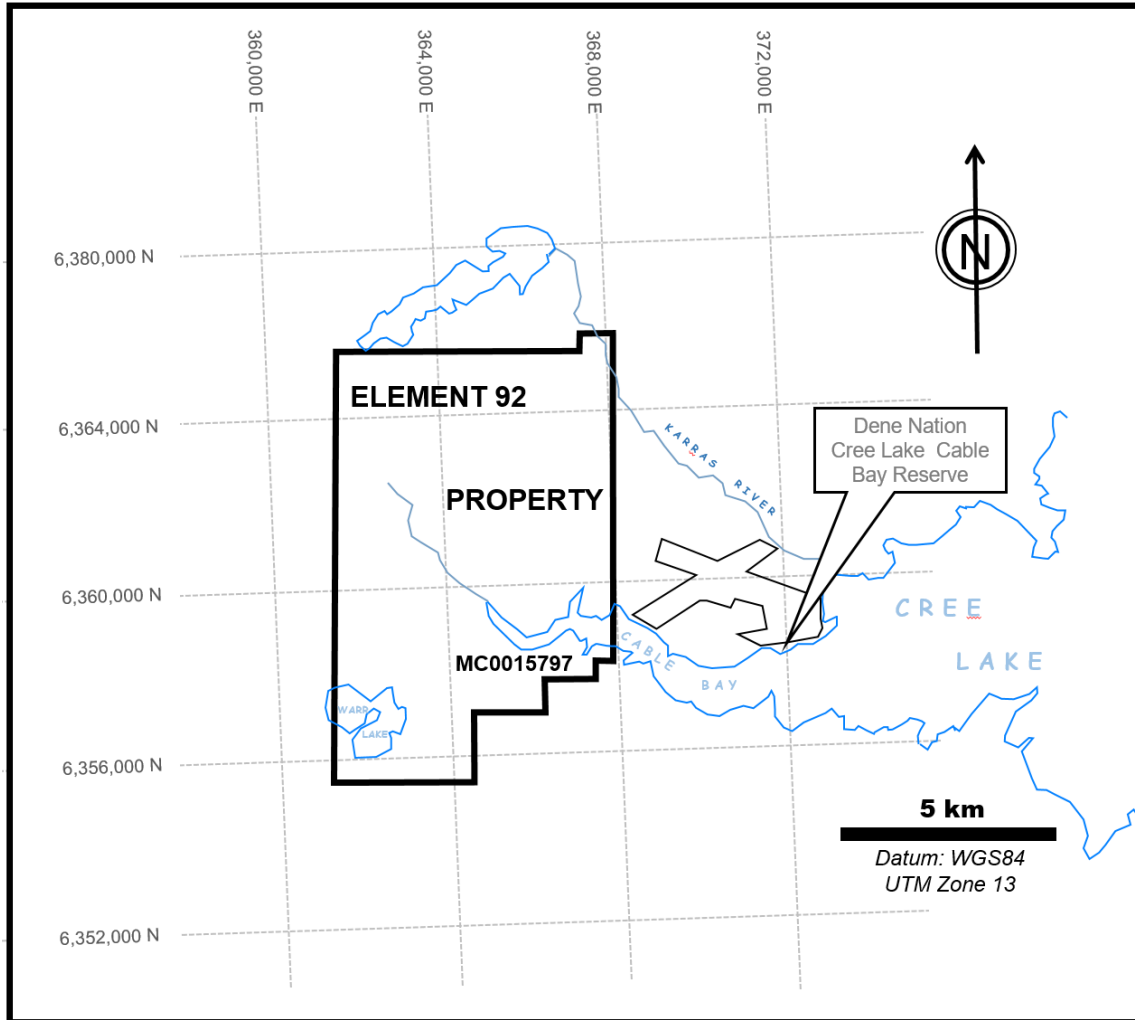 360,000 E
364,000 E
368,000 E
372,000 E
6,380,000 N
N
ELEMENT 92
6,364,000 N
KARRAS RIVER
Dene Nation
Cree Lake Cable
Bay Reserve
PROPERTY
6,360,000 N
CREE
LAKE
CABLE
BAY
MC0015797
WARR
LAKE
6,356,000 N
5 km
Datum: WGS84
UTM Zone 13
6,352,000 N